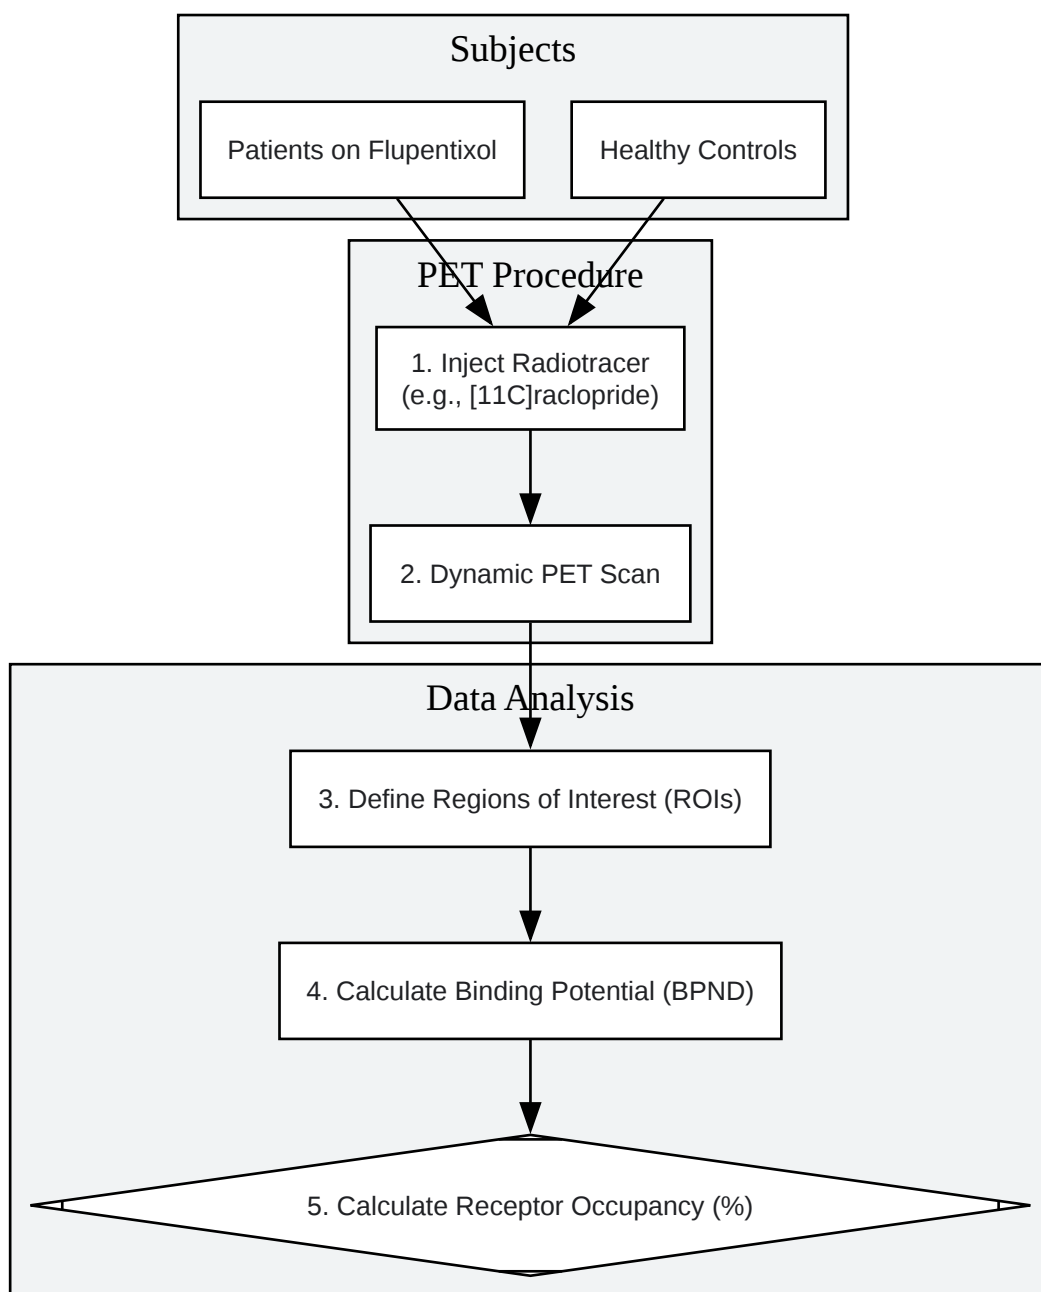 Subjects
Patients on Flupentixol
Healthy Controls
PET Procedure
1. Inject Radiotracer
(e.g., [11C]raclopride)
2. Dynamic PET Scan
Data Analysis
3. Define Regions of Interest (ROIs)
4. Calculate Binding Potential (BPND)
5. Calculate Receptor Occupancy (%)